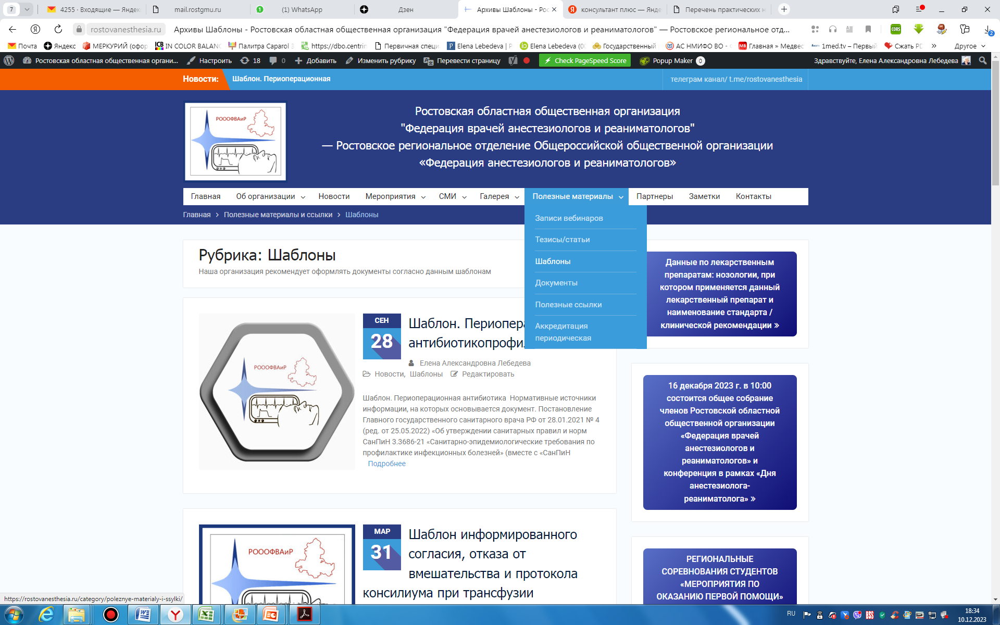 7
4255 · Входящие — Яндекс
mail.rostgmu.ru
(1) WhatsApp
Дзен
Архивы Шаблоны - Рос
консультант плюс — Янде
Перечень практических н
rostovanesthesia.ru
Архивы Шаблоны - Ростовская областная общественная организация "Федерация врачей анестезиологов и реаниматологов" — Ростовское региональное отд...
CORS
2
Почта
Яндекс
МЕРКУРИЙ (офор
IN COLOR BALANC
Палитра Caparol 3
https://dbo.centrin
Первичная специ
Elena Lebedeva | P
Elena Lebedeva (00
Государственный
АС НМИФО ВО -
Главная » Медвес
1med.tv – Первый
Сжать PD
»
Другое
Ростовская областная общественная органи...
Настроить
18
0
Добавить
Изменить рубрику
Перевести страницу
Check PageSpeed Score
Popup Maker 0
Здравствуйте, Елена Александровна Лебедева
Новости:
Шаблон. Периоперационная
телеграм канал/ t.me/rostovanesthesia
РОООФВАиР
Ростовская областная общественная организация
"Федерация врачей анестезиологов и реаниматологов"
— Ростовское региональное отделение Общероссийской общественной организации
«Федерация анестезиологов и реаниматологов»
Главная
Об организации
Новости
Мероприятия
СМИ
Галерея
Полезные материалы
Партнеры
Заметки
Контакты
Главная > Полезные материалы и ссылки > Шаблоны
Записи вебинаров
Тезисы/статьи
Шаблоны
Документы
Полезные ссылки
Аккредитация
периодическая
Рубрика: Шаблоны
Наша организация рекомендует оформлять документы согласно данным шаблонам
РОООФВАиР
СЕН
28
Шаблон. Периопера
антибиотикопрофил
Елена Александровна Лебедева
Новости, Шаблоны
Редактировать
Шаблон. Периоперационная антибиотика Нормативные источники
информации, на которых основывается документ. Постановление
Главного государственного санитарного врача РФ от 28.01.2021 № 4
(ред. от 25.05.2022) «Об утверждении санитарных правил и норм
СанПиН 3.3686-21 «Санитарно-эпидемиологические требования по
профилактике инфекционных болезней» (вместе с «СанПиН
Подробнее
РОООФВАиР
МАР
31
Шаблон информированного
согласия, отказа от
вмешательства и протокола
консилиума при трансфузии
Данные по лекарственным
препаратам: нозологии, при
котором применяется данный
лекарственный препарат и
наименование стандарта /
клинической рекомендации »
16 декабря 2023 г. в 10:00
состоится общее собрание
членов Ростовской областной
общественной организации
«Федерация врачей
анестезиологов и
реаниматологов» и
конференция в рамках «Дня
анестезиолога-
реаниматолога» »
РЕГИОНАЛЬНЫЕ
СОРЕВНОВАНИЯ СТУДЕНТОВ
«МЕРОПРИЯТИЯ ПО
ОКАЗАНИЮ ПЕРВОЙ ПОМОЩИ»
https://rostovanesthesia.ru/category/poleznye-materialy-i-ssylki/
RU
18:34
10.12.2023